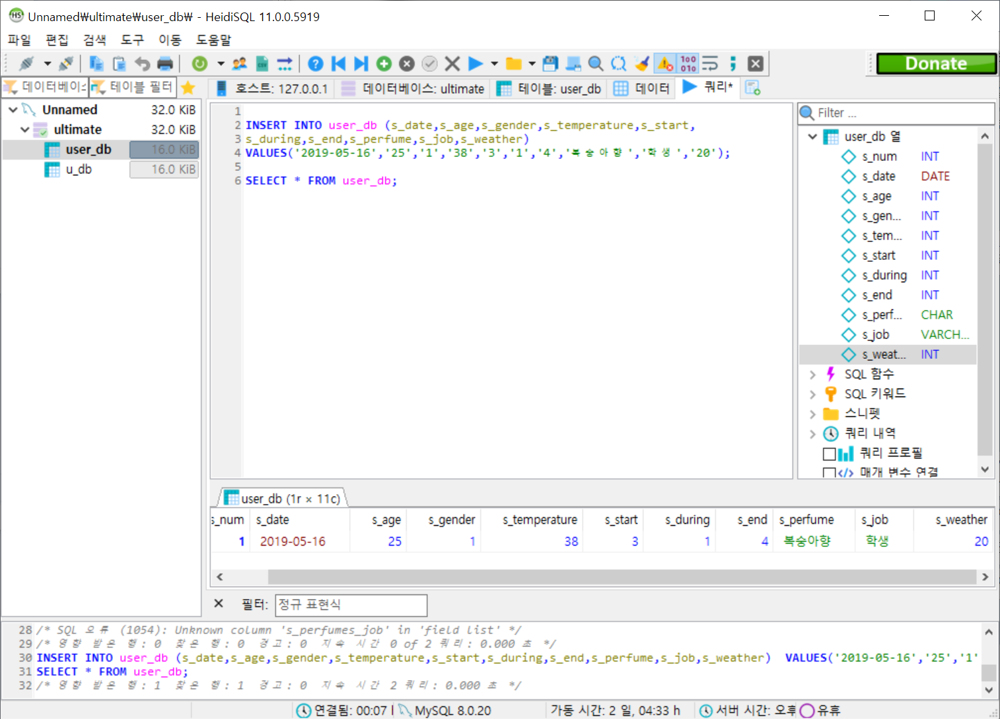 Unnamed₩ultimate₩user_db₩ - HeidiSQL 11.0.0.5919
파일 편집 검색 도구 이동 도움말
Donate
데이터베이스 테이블 필터
호스트: 127.0.0.1 데이터베이스: ultimate 테이블: user_db 데이터 쿼리*
Unnamed 32.0 KiB
ultimate 32.0 KiB
user_db 16.0 KiB
u_db 16.0 KiB
1
2 INSERT INTO user_db (s_date,s_age,s_gender,s_temperature,s_start,
3 s_during,s_end,s_perfume,s_job,s_weather)
4 VALUES('2019-05-16','25','1','38','3','1','4','복숭아향','학생','20');
5
6 SELECT * FROM user_db;
Filter ...
user_db 열
s_num INT
s_date DATE
s_age INT
s_gen... INT
s_tem... INT
s_start INT
s_during INT
s_end INT
s_perf... CHAR
s_job VARCH...
s_weat... INT
SQL 함수
SQL 키워드
스니펫
쿼리 내역
쿼리 프로필
매개 변수 연결
user_db (1r × 11c)
s_num s_date s_age s_gender s_temperature s_start s_during s_end s_perfume s_job s_weather
1 2019-05-16 25 1 38 3 1 4 복숭아향 학생 20
필터: 정규 표현식
28 /* SQL 오류 (1054): Unknown column 's_perfumes_job' in 'field list' */
29 /* 영향 받은 행: 0 찾은 행: 0 경고: 0 지속 시간 0 of 2 쿼리: 0.000 초 */
30 INSERT INTO user_db (s_date,s_age,s_gender,s_temperature,s_start,s_during,s_end,s_perfume,s_job,s_weather) VALUES('2019-05-16','25','1'
31 SELECT * FROM user_db;
32 /* 영향 받은 행: 1 찾은 행: 1 경고: 0 지속 시간 2 쿼리: 0.000 초 */
연결됨: 00:07 l MySQL 8.0.20 가동 시간: 2 일, 04:33 h 서버 시간: 오후 유휴